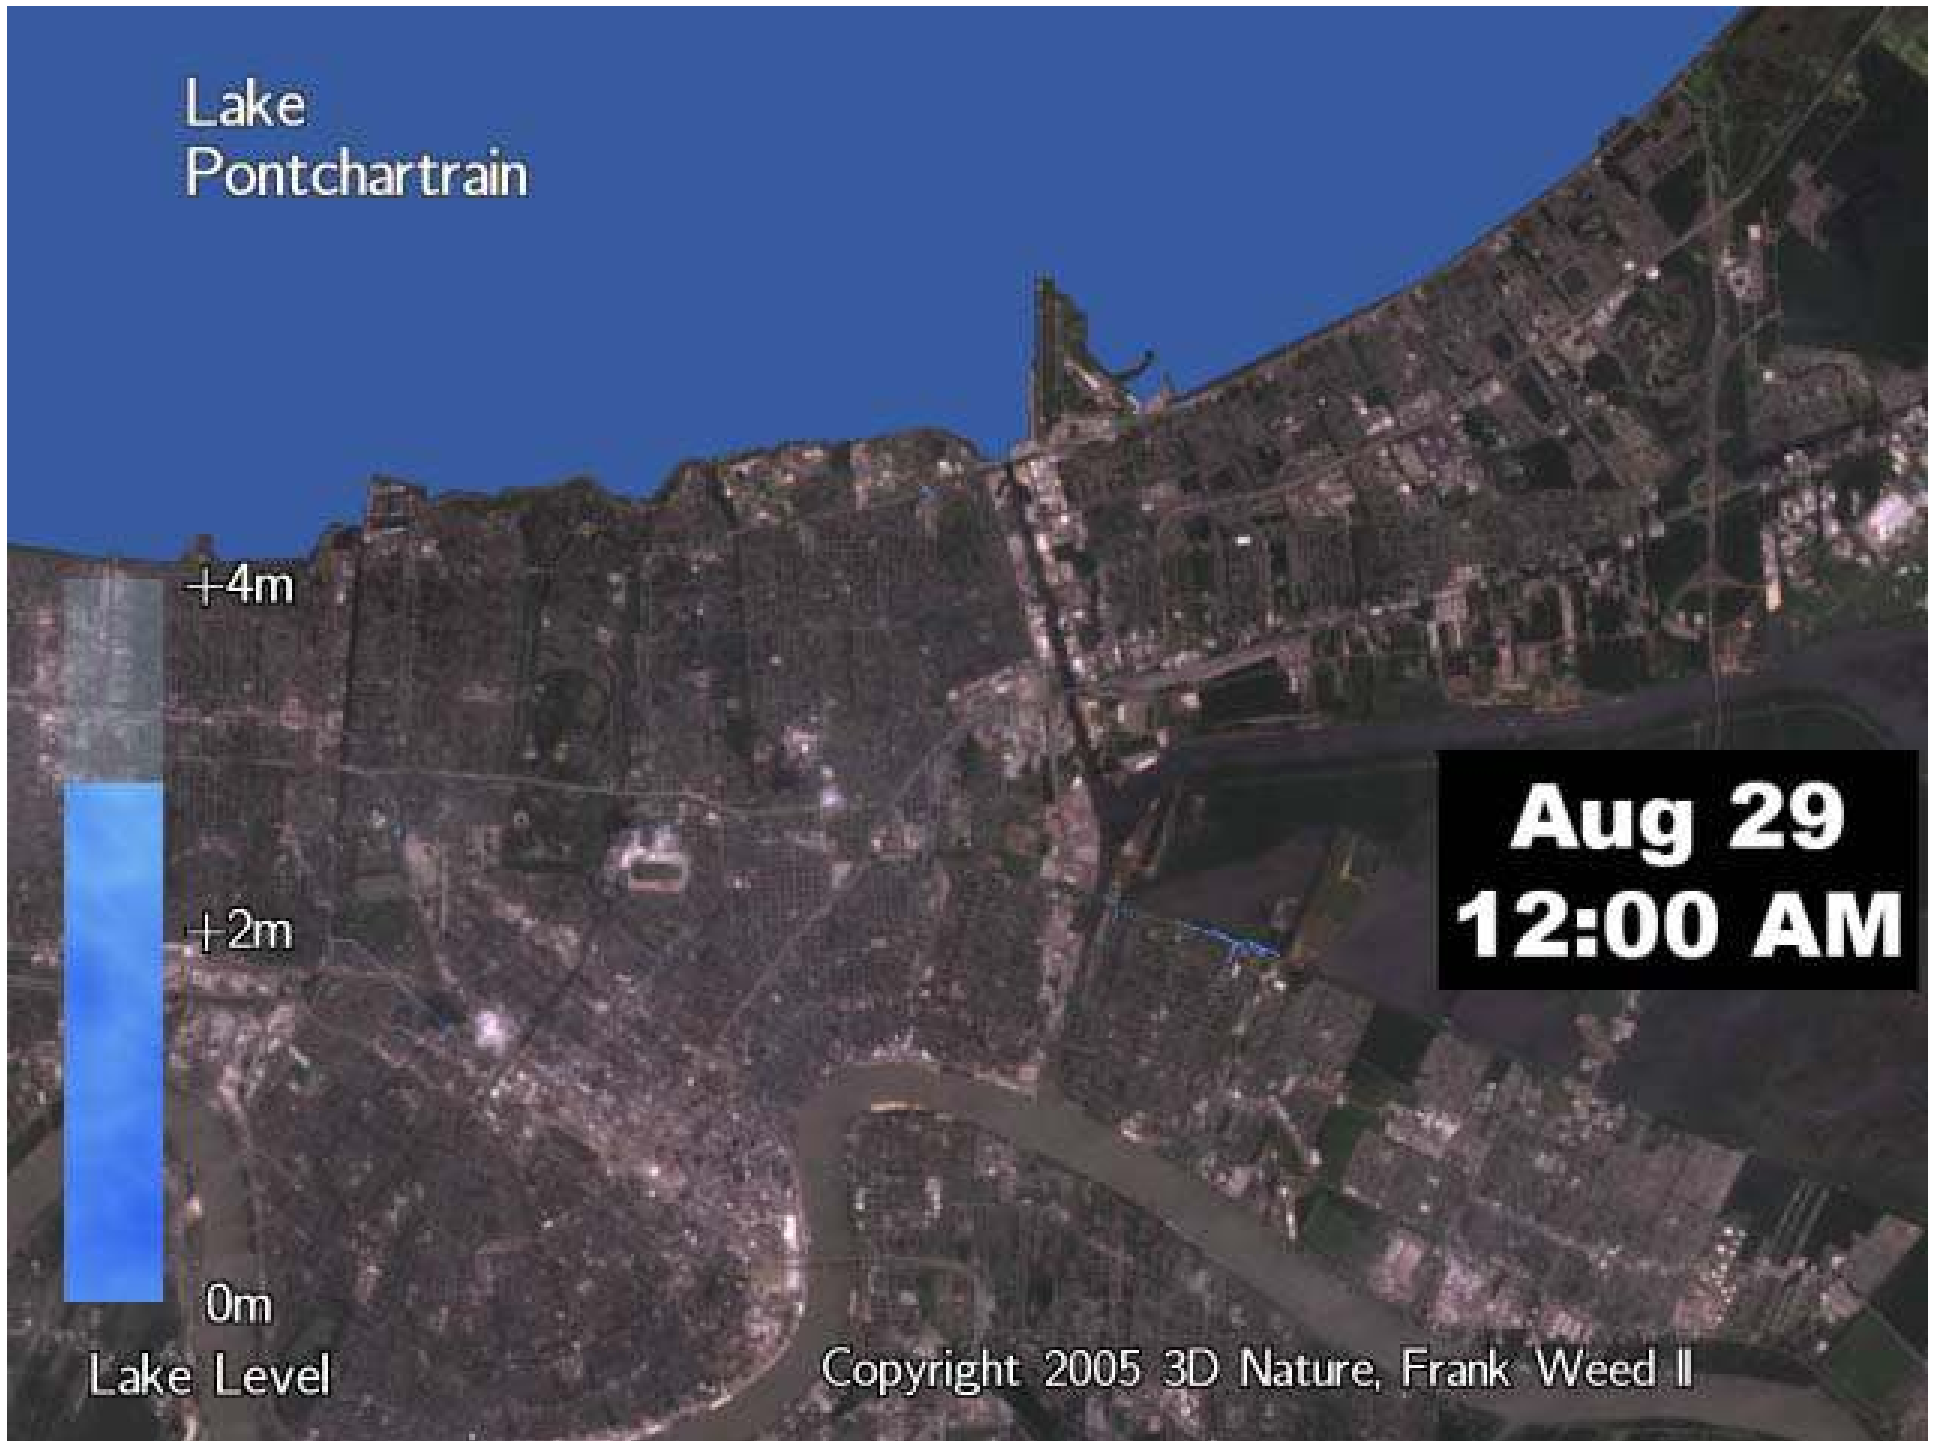 Lake
Pontchartrain
+4m
+2m
0m
Lake Level
Aug 29
12:00 AM
Copyright 2005 3D Nature, Frank Weed II